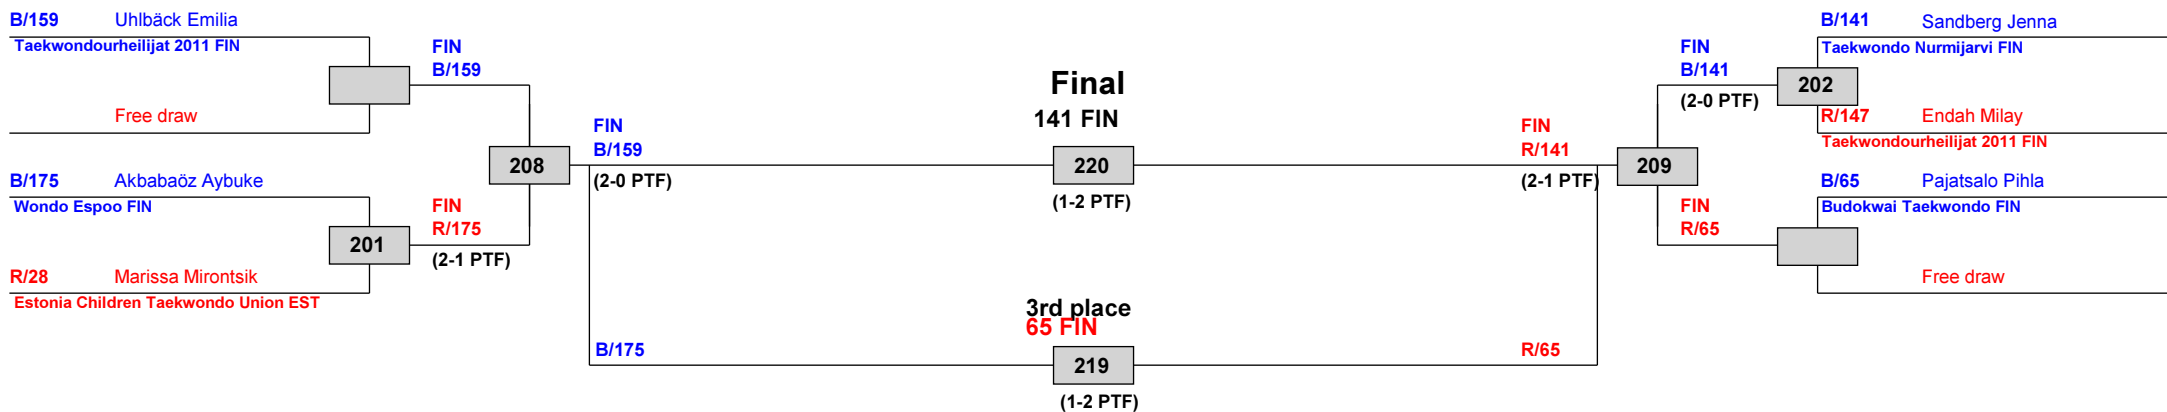 B/159 Uhlbäck Emilia
Taekwondourheilijat 2011 FIN
Free draw
FIN
B/159
B/175 Akbabaöz Aybuke
Wondo Espoo FIN
201
R/28 Marissa Mirontsik
Estonia Children Taekwondo Union EST
FIN
R/175
(2-1 PTF)
208
FIN
B/159
(2-0 PTF)
B/175
Final
141 FIN
220
(1-2 PTF)
3rd place
65 FIN
219
(1-2 PTF)
FIN
R/141
(2-1 PTF)
R/65
209
FIN
B/141
(2-0 PTF)
FIN
R/65
B/141 Sandberg Jenna
Taekwondo Nurmijarvi FIN
202
R/147 Endah Milay
Taekwondourheilijat 2011 FIN
B/65 Pajatsalo Pihla
Budokwai Taekwondo FIN
Free draw